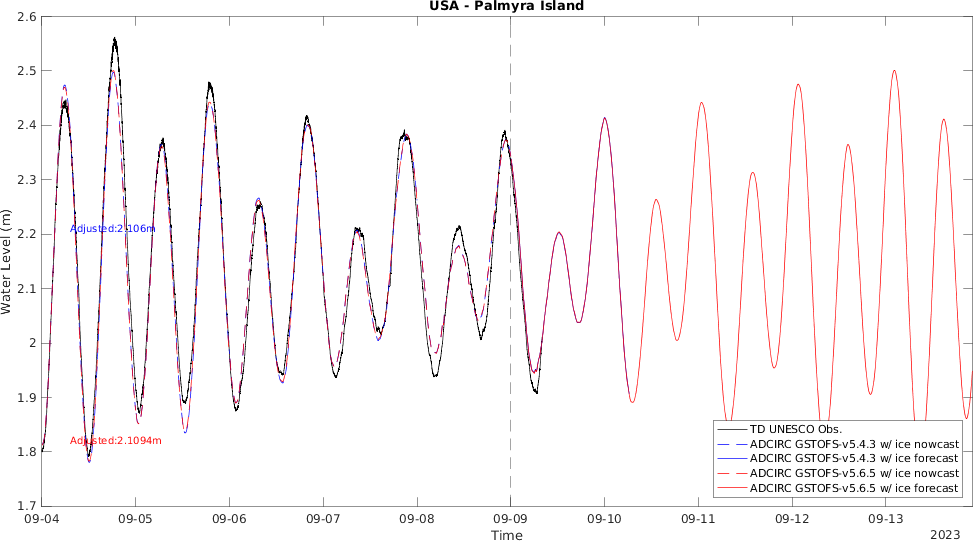 USA - Palmyra Island
2.6
2.5
2.4
2.3
2.2
2.1
2
1.9
1.8
1.7
Water Level (m)
Adjusted:2.106m
Adjusted:2.1094m
TD UNESCO Obs.
ADCIRC GSTOFS-v5.4.3 w/ ice nowcast
ADCIRC GSTOFS-v5.4.3 w/ ice forecast
ADCIRC GSTOFS-v5.6.5 w/ ice nowcast
ADCIRC GSTOFS-v5.6.5 w/ ice forecast
09-04 09-05 09-06 09-07 09-08 09-09 09-10 09-11 09-12 09-13
Time
2023